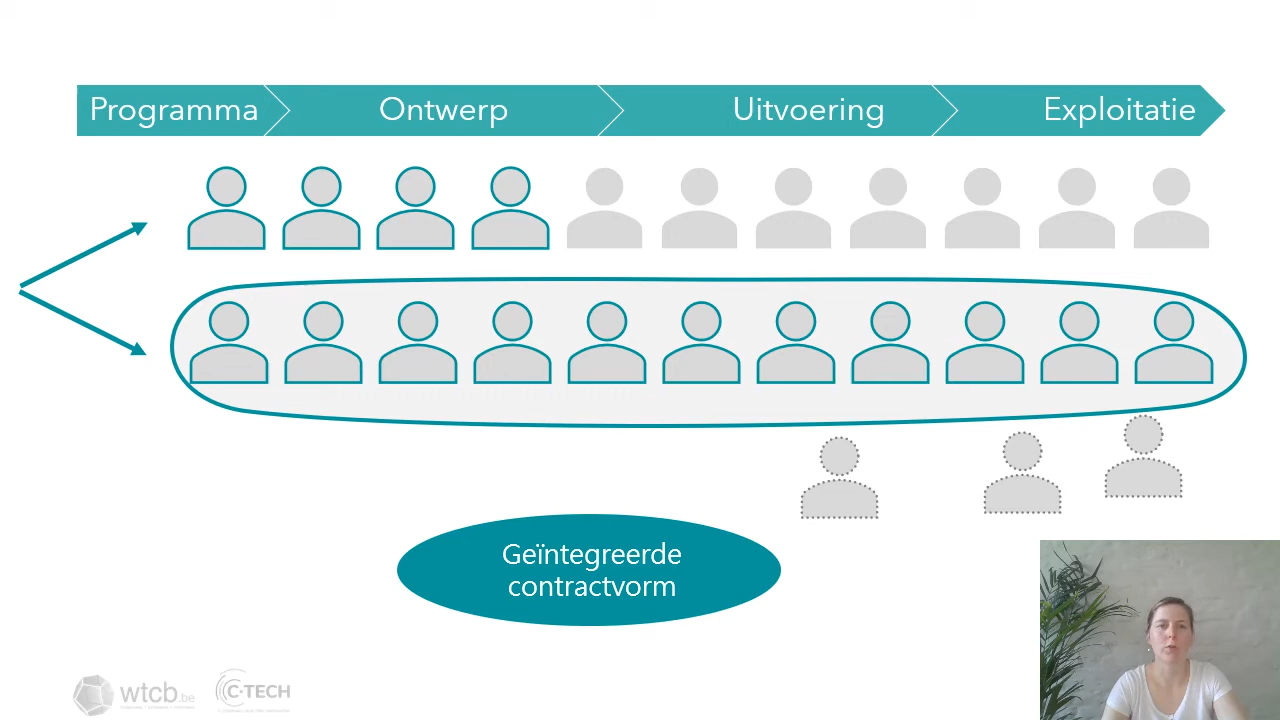 Programma
Ontwerp
Uitvoering
Exploitatie
Geïntegreerde
contractvorm
wtcb.be
C-TECH